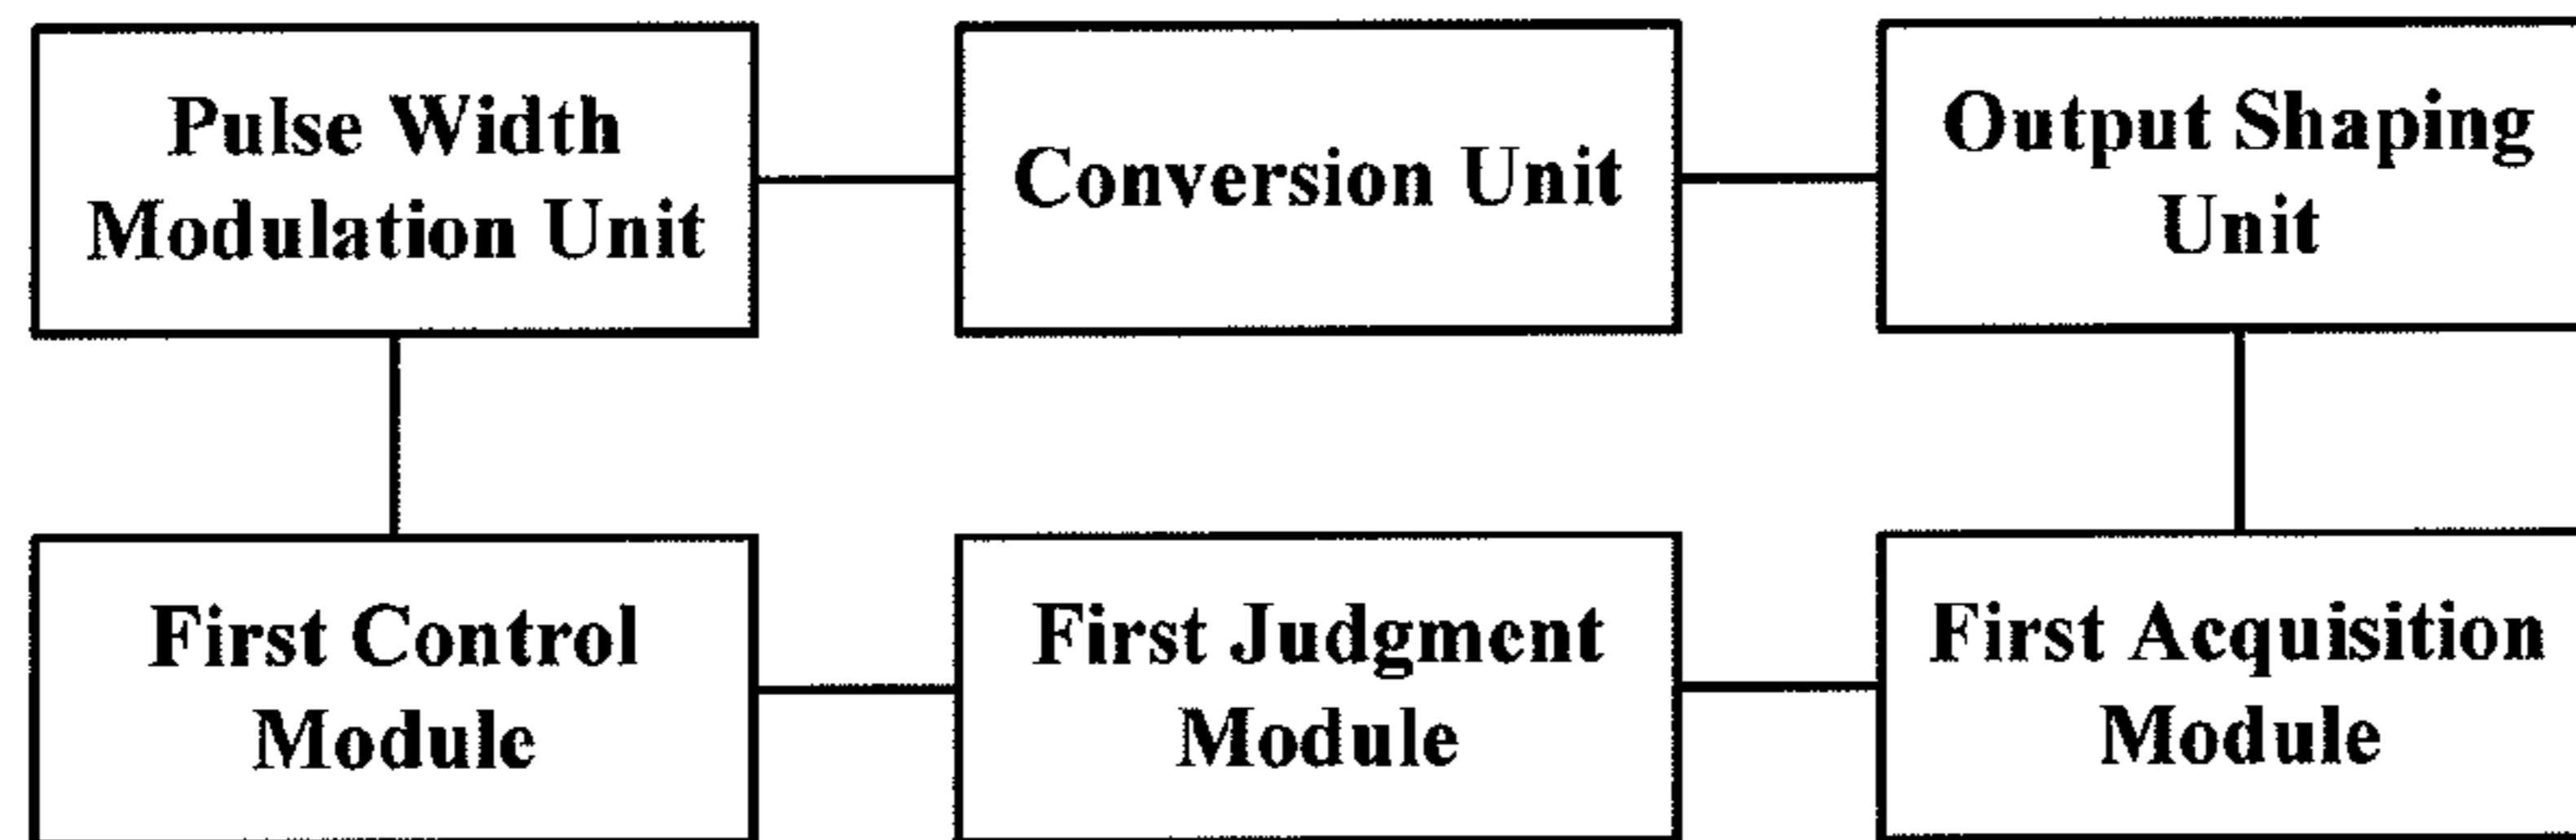 Pulse Width
Modulation Unit
Conversion Unit
Output Shaping
Unit
First Control
Module
First Judgment
Module
First Acquisition
Module